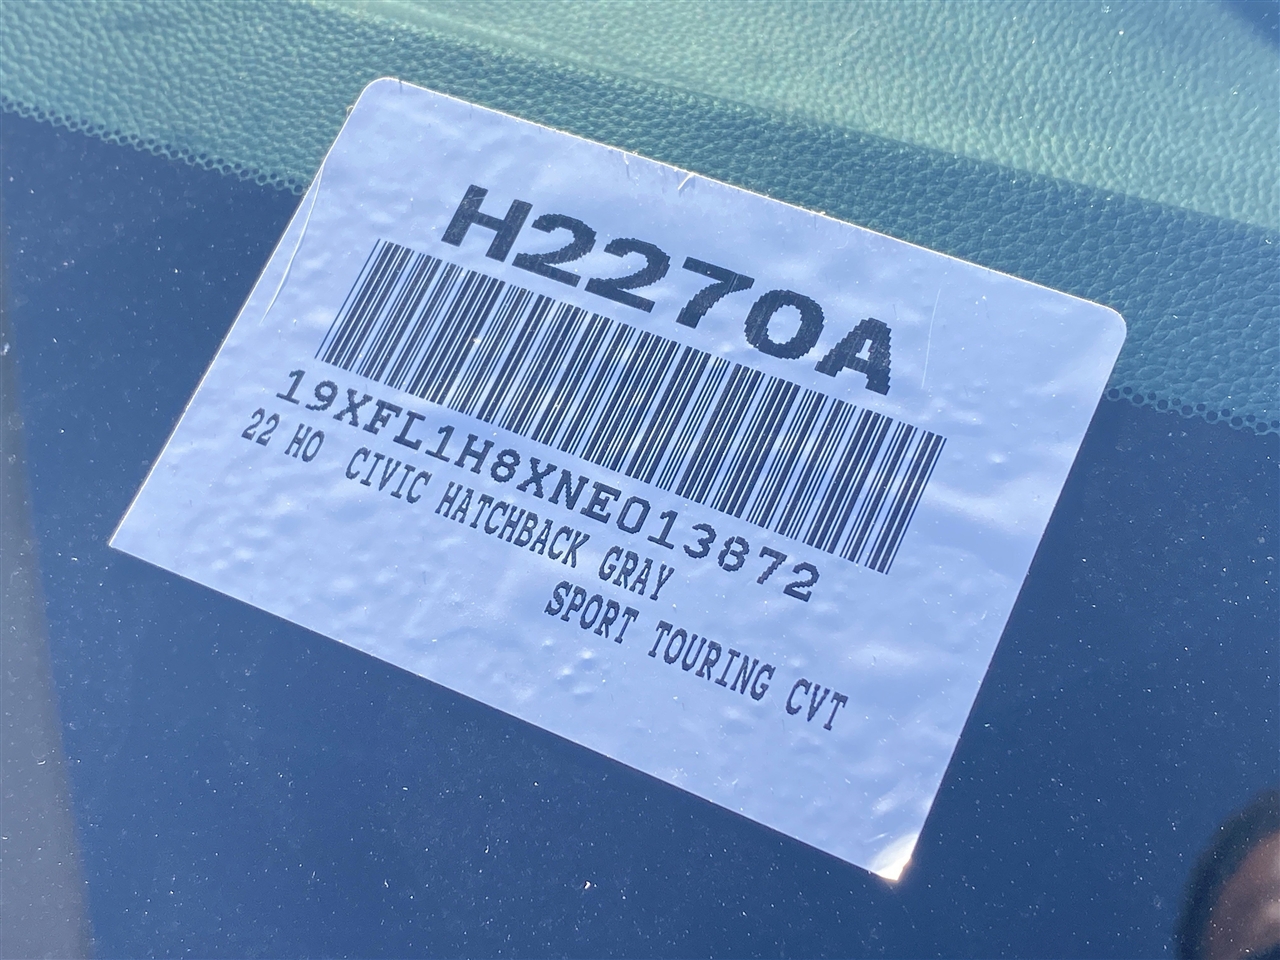 H2270A
19XFL1H8XNE013872
22 HO CIVIC HATCHBACK GRAY
SPORT TOURING CVT